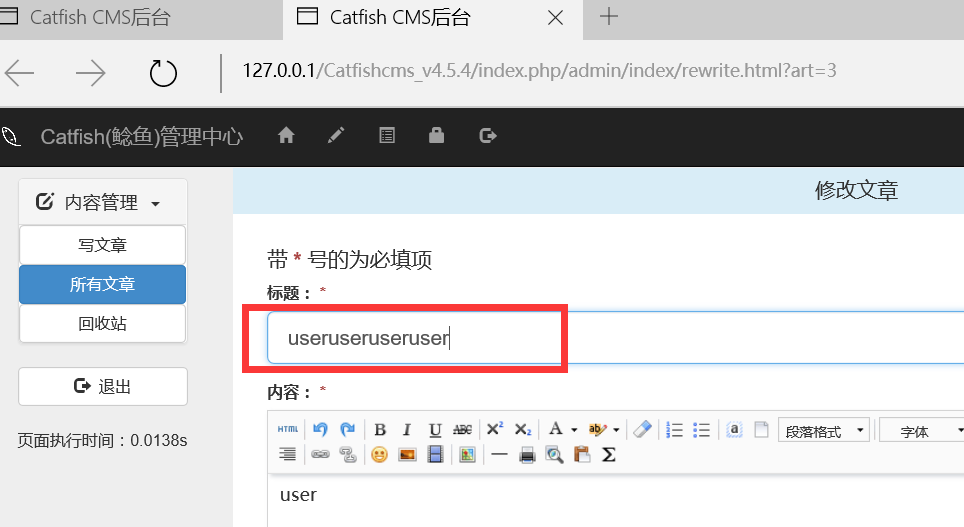 Catfish CMS后台
Catfish CMS后台
127.0.0.1/Catfishcms_v4.5.4/index.php/admin/index/rewrite.html?art=3
Catfish(鲶鱼)管理中心
内容管理
修改文章
写文章
所有文章
回收站
退出
页面执行时间：0.0138s
带 * 号的为必填项
标题： *
useruseruseruser
内容： *
HTML B I U ABC X² X₂ A ab a 段落格式 字体
Σ
user